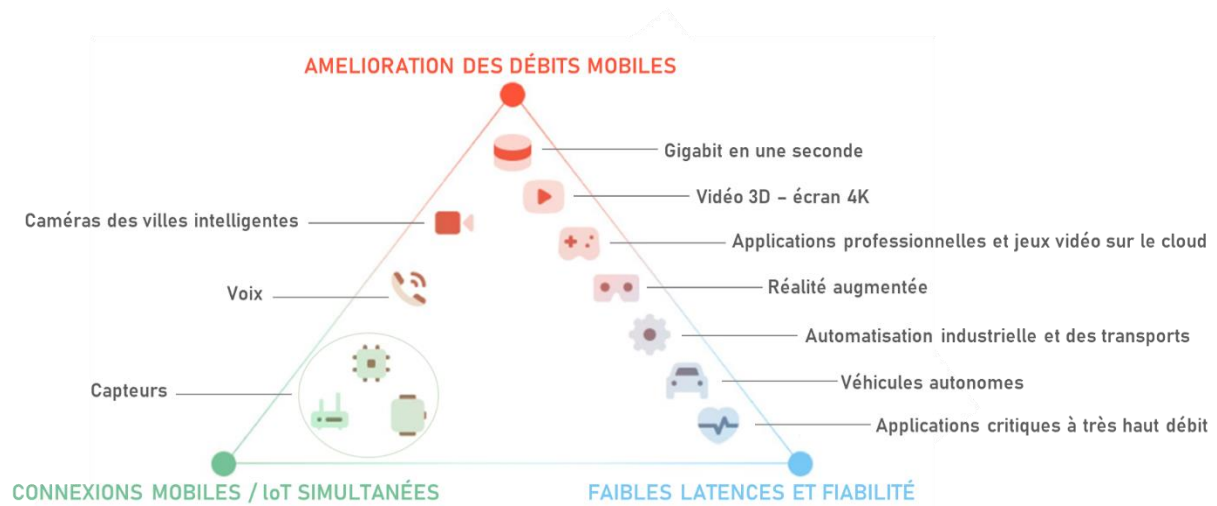 AMELIORATION DES DÉBITS MOBILES
Gigabit en une seconde
Vidéo 3D – écran 4K
Caméras des villes intelligentes
Applications professionnelles et jeux vidéo sur le cloud
Réalité augmentée
Voix
Automatisation industrielle et des transports
Véhicules autonomes
Capteurs
Applications critiques à très haut débit
CONNEXIONS MOBILES / IoT SIMULTANÉES
FAIBLES LATENCES ET FIABILITÉ